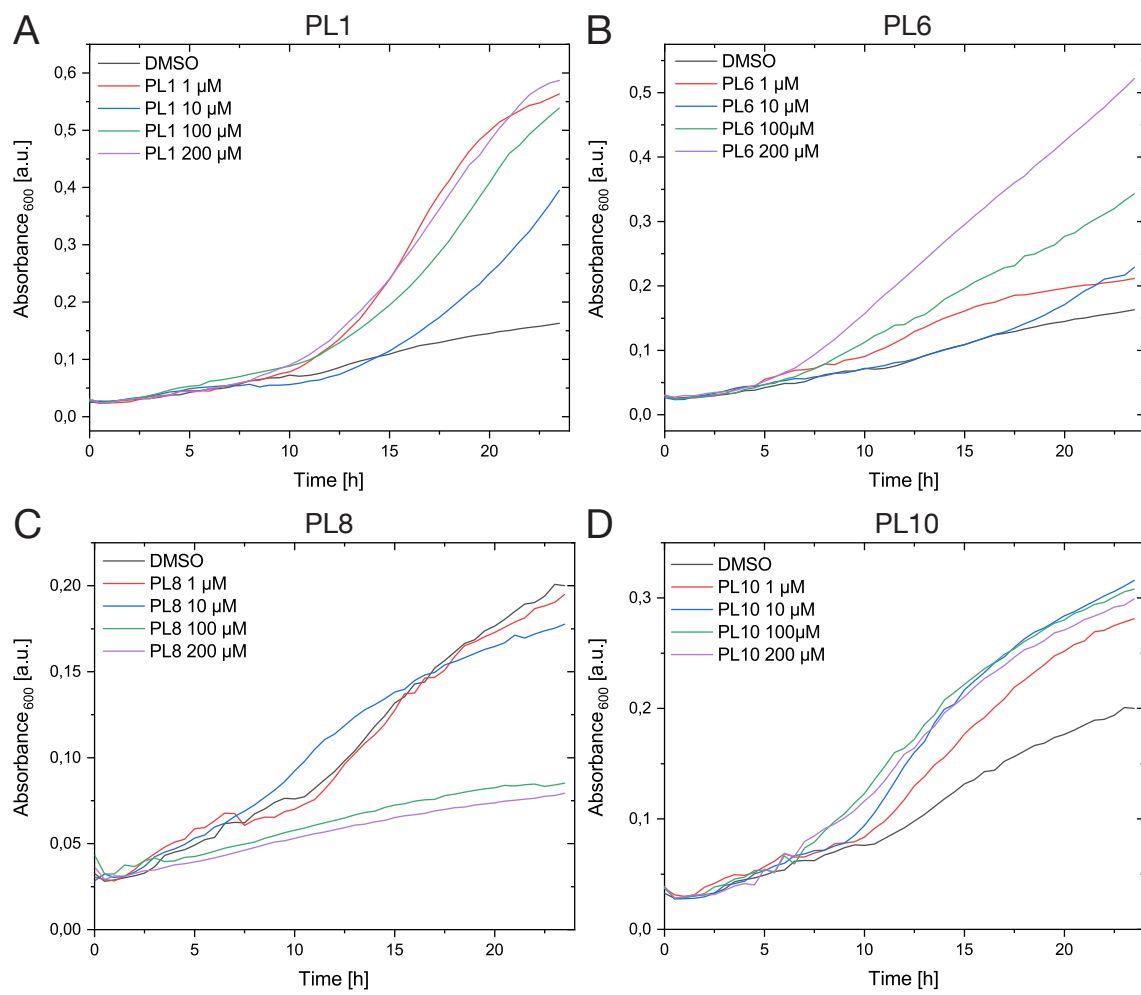 A
PL1
DMSO
PL1 1 µM
PL1 10 µM
PL1 100 µM
PL1 200 µM
0,6
0,5
0,4
0,3
0,2
0,1
0,0
Absorbance600 [a.u.]
0 5 10 15 20
Time [h]
B
PL6
DMSO
PL6 1 µM
PL6 10 µM
PL6 100µM
PL6 200 µM
0,5
0,4
0,3
0,2
0,1
0,0
Absorbance600 [a.u.]
0 5 10 15 20
Time [h]
C
PL8
DMSO
PL8 1 µM
PL8 10 µM
PL8 100 µM
PL8 200 µM
0,20
0,15
0,10
0,05
0,00
Absorbance600 [a.u.]
0 5 10 15 20
Time [h]
D
PL10
DMSO
PL10 1 µM
PL10 10 µM
PL10 100µM
PL10 200 µM
0,3
0,2
0,1
0,0
Absorbance600 [a.u.]
0 5 10 15 20
Time [h]